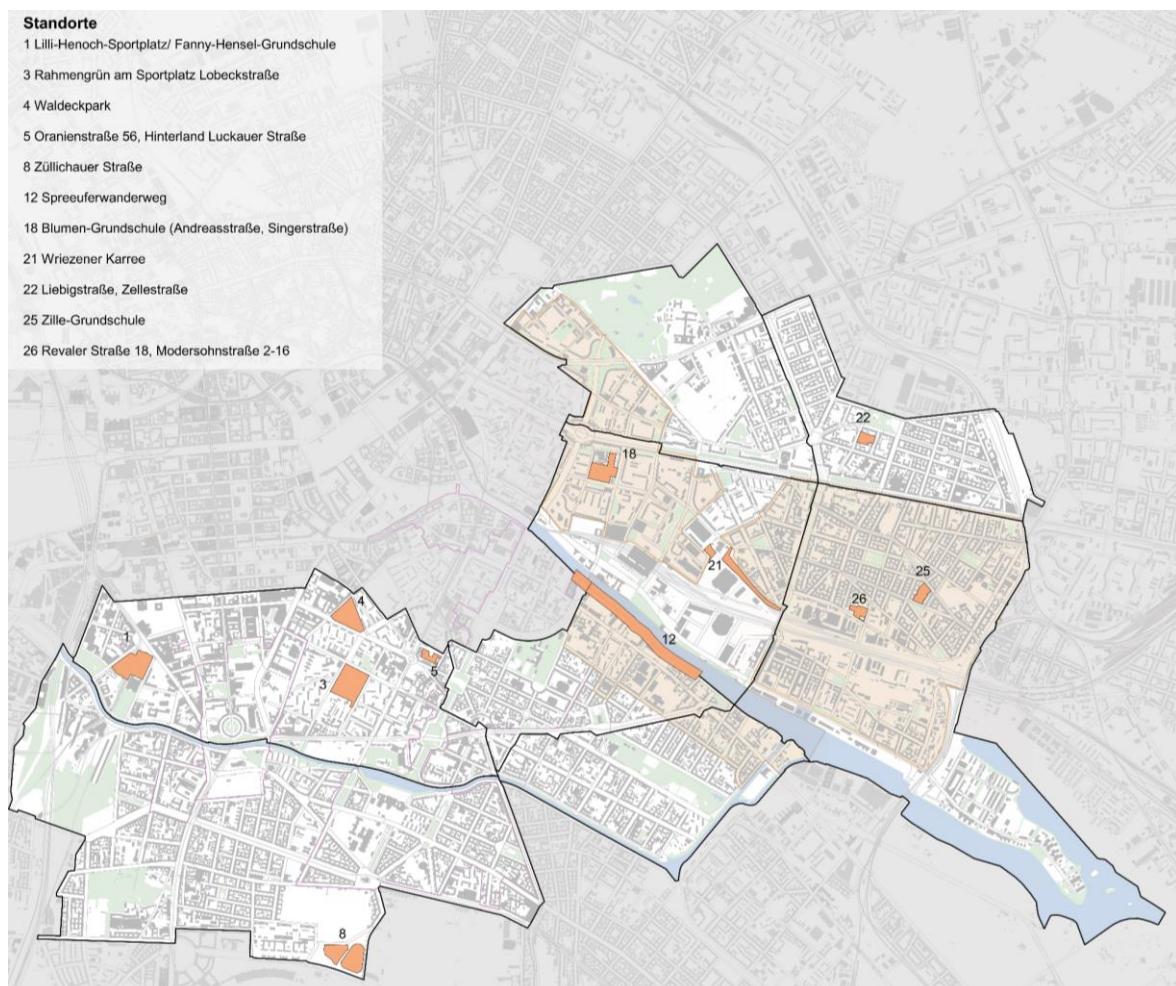 Standorte
1 Lilli-Henoch-Sportplatz/ Fanny-Hensel-Grundschule
3 Rahmengrün am Sportplatz Lobeckstraße
4 Waldeckpark
5 Oranienstraße 56, Hinterland Luckauer Straße
8 Züllichauer Straße
12 Spreeuferwanderweg
18 Blumen-Grundschule (Andreasstraße, Singerstraße)
21 Wriezener Karree
22 Liebigstraße, Zellestraße
25 Zille-Grundschule
26 Revaler Straße 18, Modersohnstraße 2-16
22
18
21
25
26
4
12
1
5
3
8